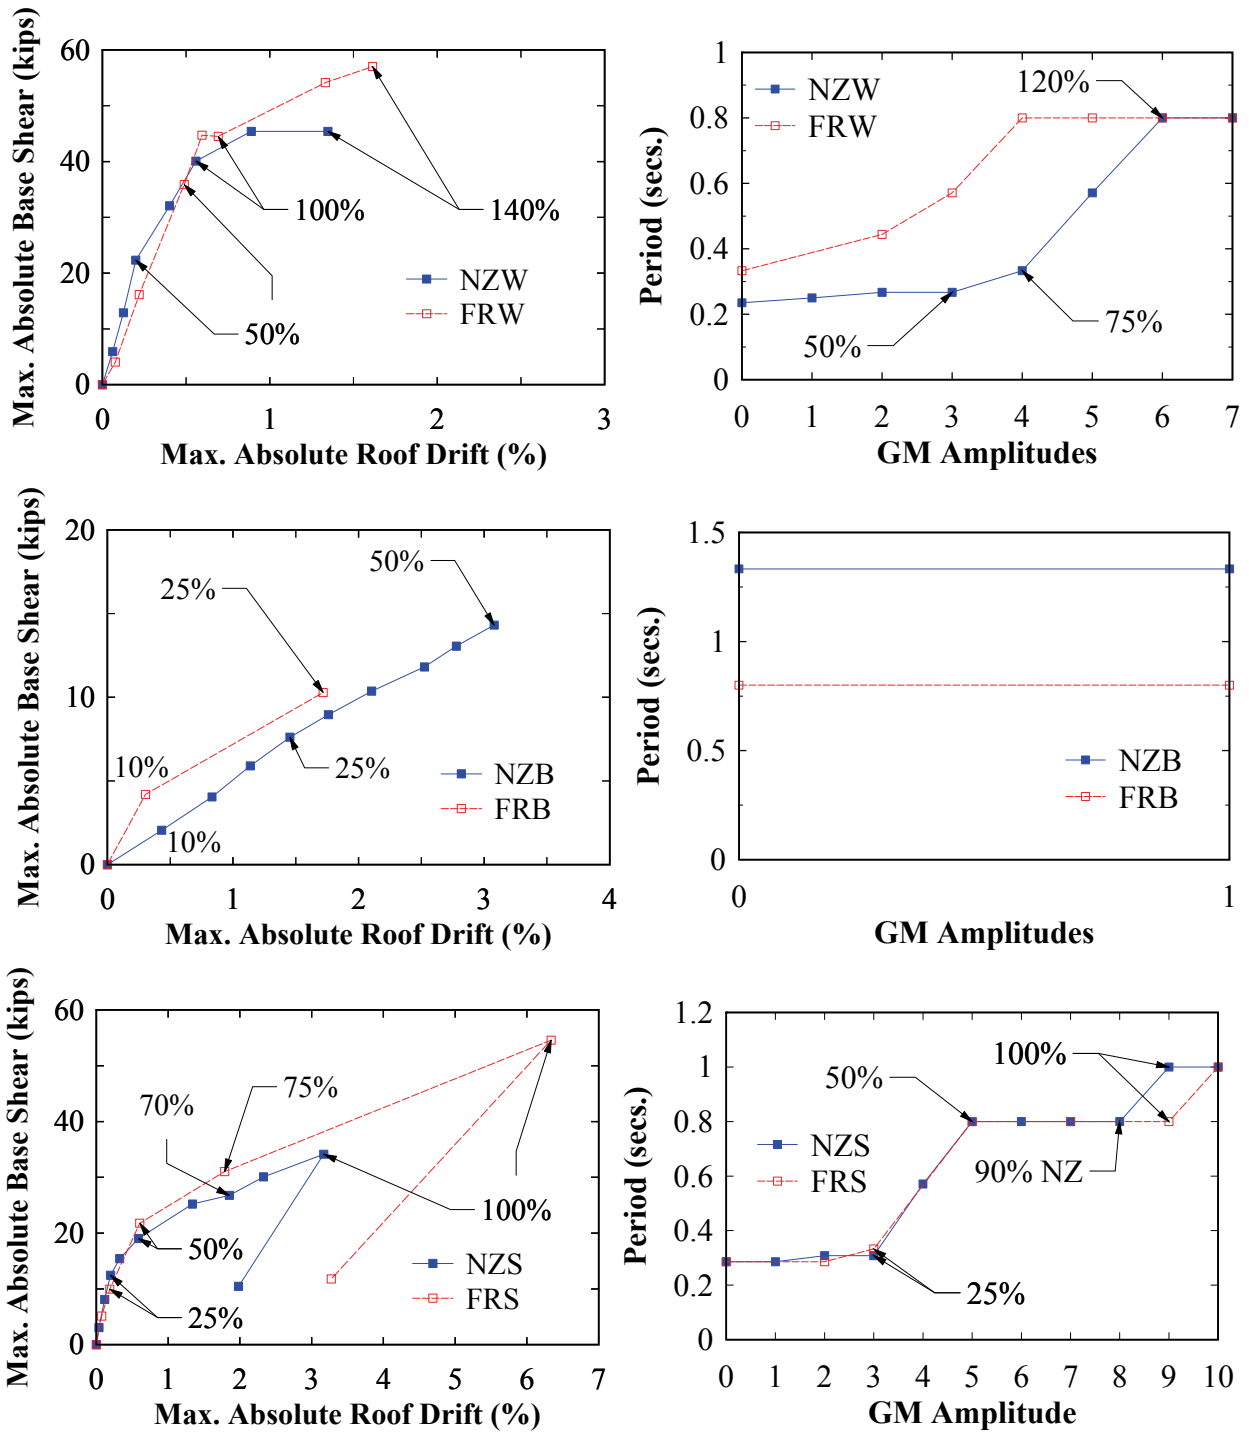 Max. Absolute Base Shear (kips)
60
40
20
0
100%
140%
50%
NZW
FRW
0 1 2 3
Max. Absolute Roof Drift (%)
Period (secs.)
1
0.8
0.6
0.4
0.2
0
NZW
FRW
120%
50%
75%
0 1 2 3 4 5 6 7
GM Amplitudes
Max. Absolute Base Shear (kips)
20
10
0
50%
25%
10%
25%
10%
NZB
FRB
0 1 2 3 4
Max. Absolute Roof Drift (%)
Period (secs.)
1.5
1
0.5
0
NZB
FRB
0 1
GM Amplitudes
Max. Absolute Base Shear (kips)
60
40
20
0
75%
70%
100%
50%
25%
NZS
FRS
0 1 2 3 4 5 6 7
Max. Absolute Roof Drift (%)
Period (secs.)
1.2
1
0.8
0.6
0.4
0.2
0
100%
50%
90% NZ
NZS
FRS
25%
0 1 2 3 4 5 6 7 8 9 10
GM Amplitude